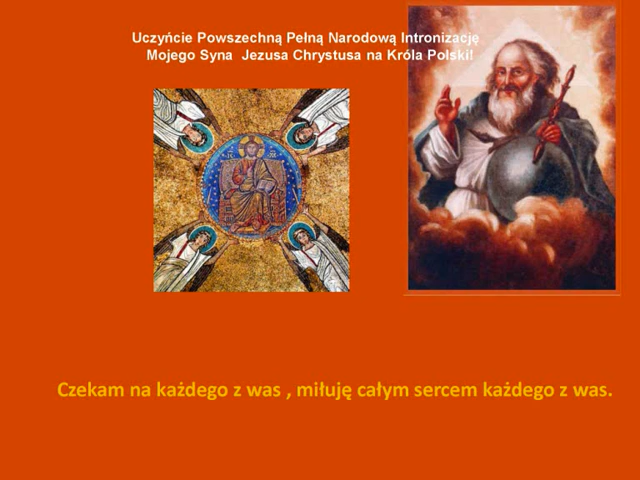 Uczyńcie Powszechną Pełną Narodową Intronizację
Mojego Syna Jezusa Chrystusa na Króla Polski!
Czekam na każdego z was , miłuję całym sercem każdego z was.